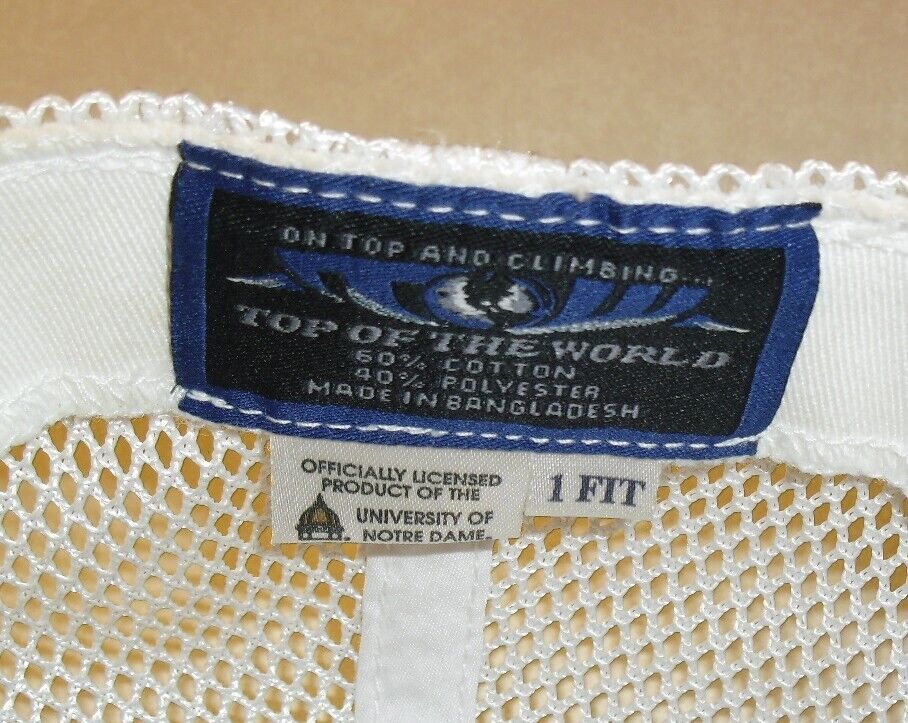 ON TOP AND CLIMBING...
TOP OF THE WORLD
60% COTTON
40% POLYESTER
MADE IN BANGLADESH
OFFICIALLY LICENSED
PRODUCT OF THE
UNIVERSITY OF
NOTRE DAME.
1 FIT